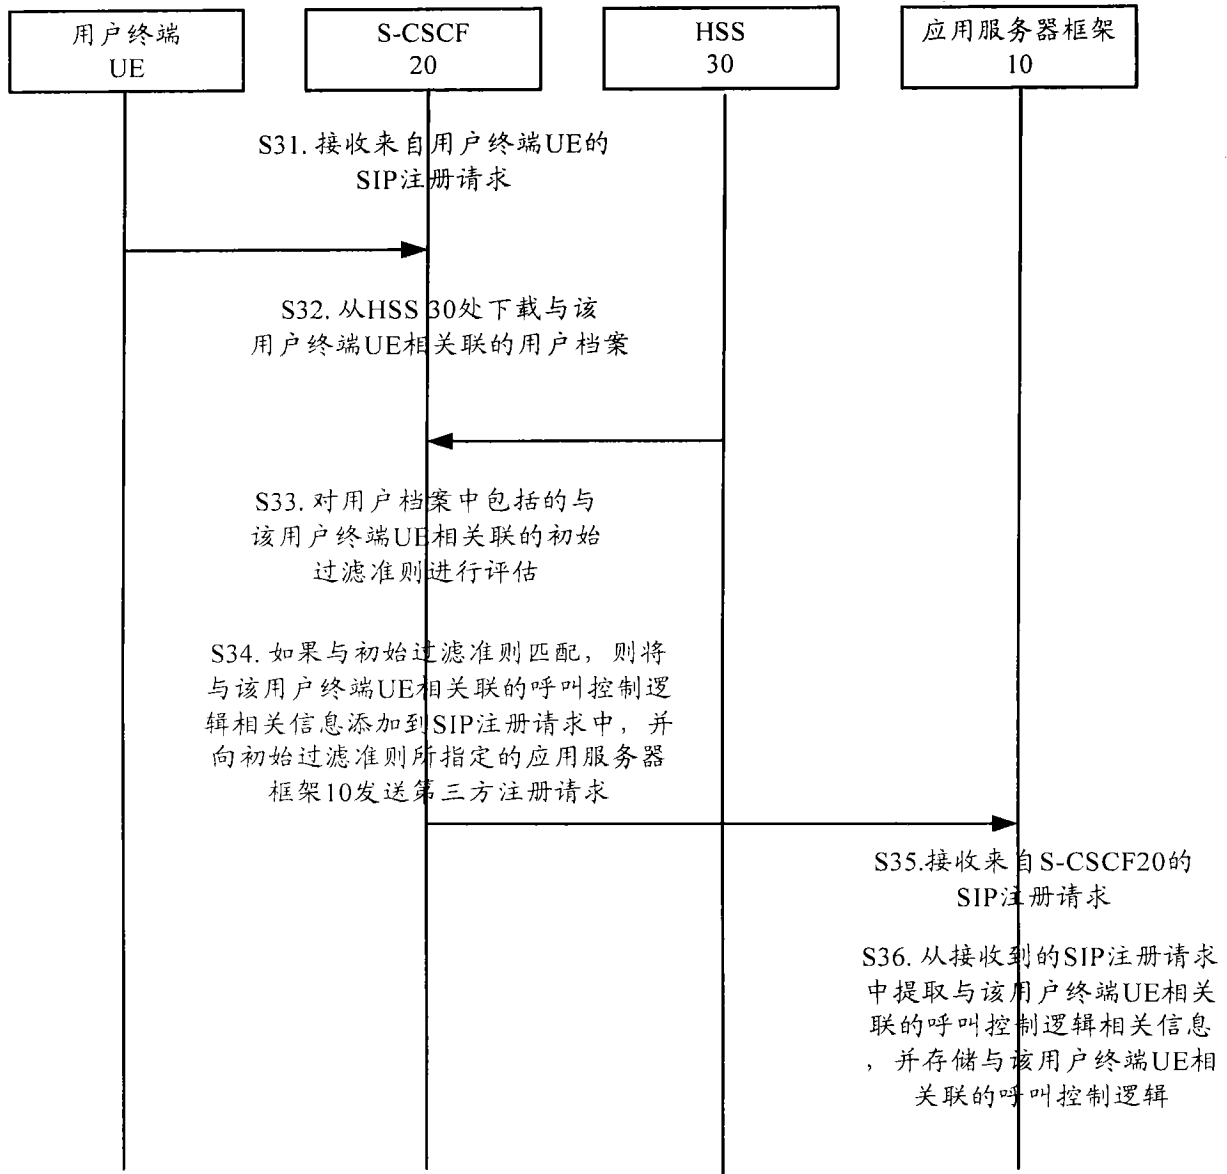 用户终端
UE
S-CSCF
20
HSS
30
应用服务器框架
10
S31. 接收来自用户终端UE的
SIP注册请求
S32. 从HSS 30处下载与该
用户终端UE相关联的用户档案
S33. 对用户档案中包括的与
该用户终端UE相关联的初始
过滤准则进行评估
S34. 如果与初始过滤准则匹配，则将
与该用户终端UE相关联的呼叫控制逻
辑相关信息添加到SIP注册请求中，并
向初始过滤准则所指定的应用服务器
框架10发送第三方注册请求
S35.接收来自S-CSCF20的
SIP注册请求
S36. 从接收到的SIP注册请求
中提取与该用户终端UE相关
联的呼叫控制逻辑相关信息
，并存储与该用户终端UE相
关联的呼叫控制逻辑